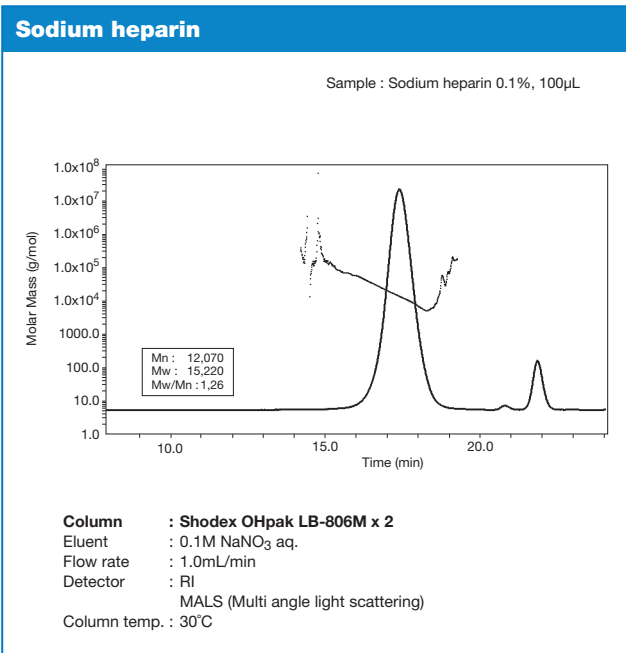 Sodium heparin
Sample : Sodium heparin 0.1%, 100µL
1.0x10⁸
1.0x10⁷
1.0x10⁶
1.0x10⁵
1.0x10⁴
1000.0
100.0
10.0
1.0
Molar Mass (g/mol)
Mn : 12,070
Mw : 15,220
Mw/Mn : 1,26
10.0 15.0 20.0
Time (min)
Column : Shodex OHpak LB-806M x 2
Eluent : 0.1M NaNO₃ aq.
Flow rate : 1.0mL/min
Detector : RI
MALS (Multi angle light scattering)
Column temp. : 30˚C